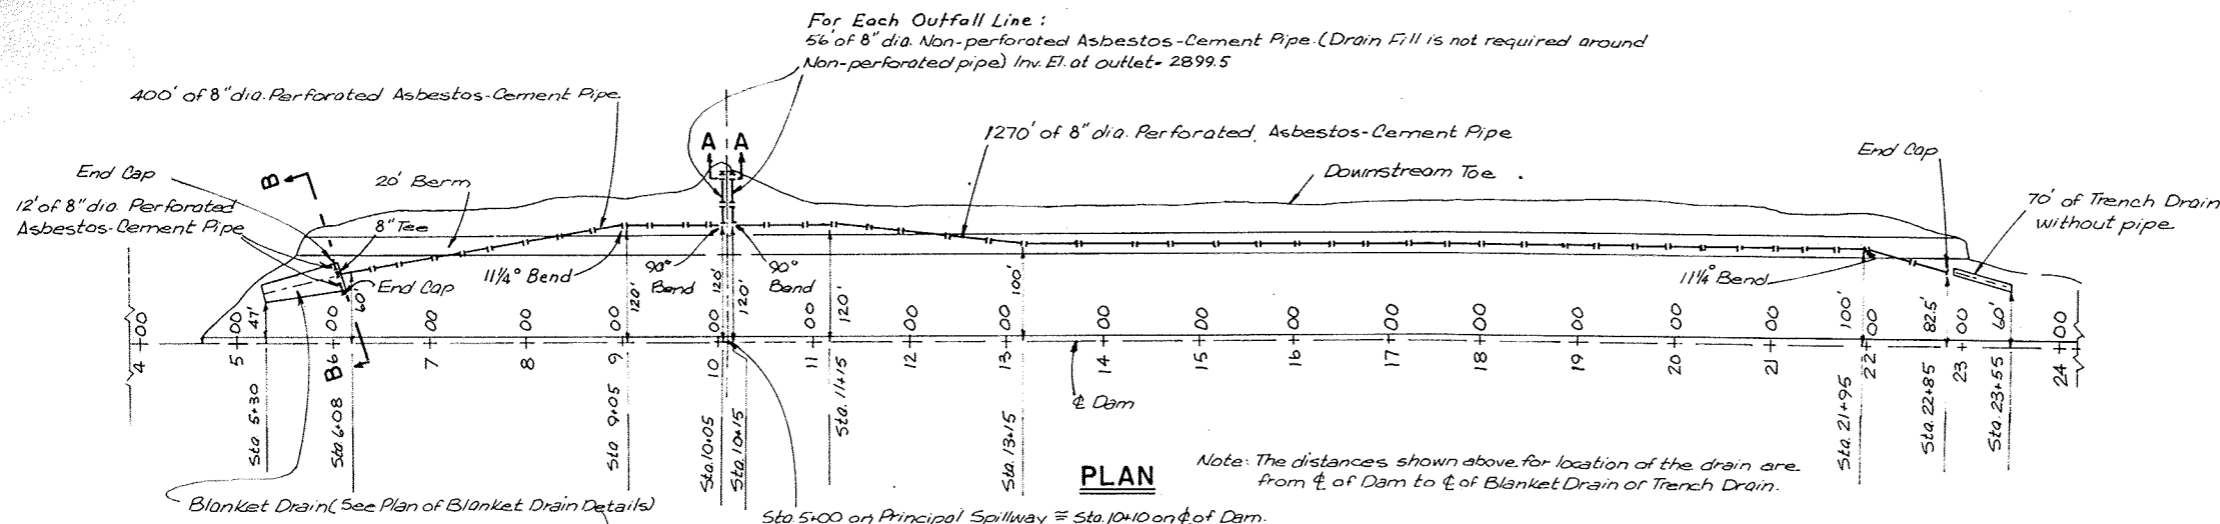 For Each Outfall Line:
56' of 8" dia. Non-perforated Asbestos-Cement Pipe. (Drain Fill is not required around
Non-perforated pipe) Inv. El. at outlet- 2899.5
400' of 8" dia. Perforated Asbestos-Cement Pipe
1270' of 8" dia. Perforated, Asbestos-Cement Pipe
A A
End Cap
End Cap
B
20' Berm
Downstream Toe
12' of 8" dia. Perforated
Asbestos-Cement Pipe
8" Tee
70' of Trench Drain
without pipe
11¼° Bend
90°
Bend
90°
Bend
End Cap
11¼° Bend
47'
60'
120'
120'
120'
120'
100'
100'
82.5'
60'
4+00
5+00
6+00
7+00
8+00
9+00
10+00
11+00
12+00
13+00
14+00
15+00
16+00
17+00
18+00
19+00
20+00
21+00
22+00
23+00
24+00
B
℄ Dam
Sta 5+30
Sta. 6+08
Sta 9+05
Sta. 10+05
Sta. 10+15
Sta. 11+15
Sta. 13+15
Sta. 21+95
Sta. 22+85
Sta. 23+55
PLAN
Note: The distances shown above for location of the drain are
from ℄ of Dam to ℄ of Blanket Drain or Trench Drain.
Blanket Drain (See Plan of Blanket Drain Details)
Sta. 5+00 on Principal Spillway = Sta. 10+10 on ℄ of Dam.